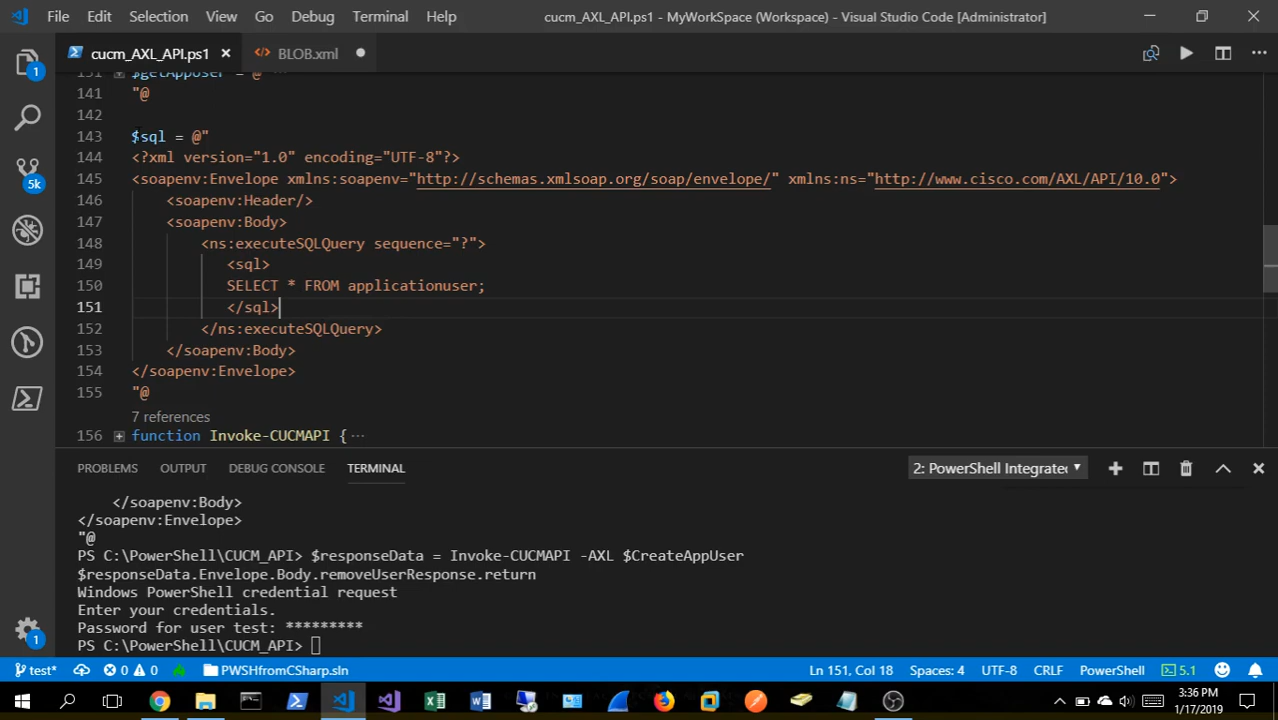 File Edit Selection View Go Debug Terminal Help cucm_AXL_API.ps1 - MyWorkSpace (Workspace) - Visual Studio Code [Administrator]
cucm_AXL_API.ps1 BLOB.xml
1
5k
1
$getAppUser = @"
141 "@
142
143 $sql = @"
144 <?xml version="1.0" encoding="UTF-8"?>
145 <soapenv:Envelope xmlns:soapenv="http://schemas.xmlsoap.org/soap/envelope/" xmlns:ns="http://www.cisco.com/AXL/API/10.0">
146 <soapenv:Header/>
147 <soapenv:Body>
148 <ns:executeSQLQuery sequence="?">
149 <sql>
150 SELECT * FROM applicationuser;
151 </sql>
152 </ns:executeSQLQuery>
153 </soapenv:Body>
154 </soapenv:Envelope>
155 "@
7 references
156 function Invoke-CUCMAPI { ...
PROBLEMS OUTPUT DEBUG CONSOLE TERMINAL 2: PowerShell Integrated
</soapenv:Body>
</soapenv:Envelope>
"@
PS C:\PowerShell\CUCM_API> $responseData = Invoke-CUCMAPI -AXL $CreateAppUser
$responseData.Envelope.Body.removeUserResponse.return
Windows PowerShell credential request
Enter your credentials.
Password for user test: *********
PS C:\PowerShell\CUCM_API>
test* 0 0 PWSHfromCSharp.sln Ln 151, Col 18 Spaces: 4 UTF-8 CRLF PowerShell 5.1
3:36 PM
1/17/2019